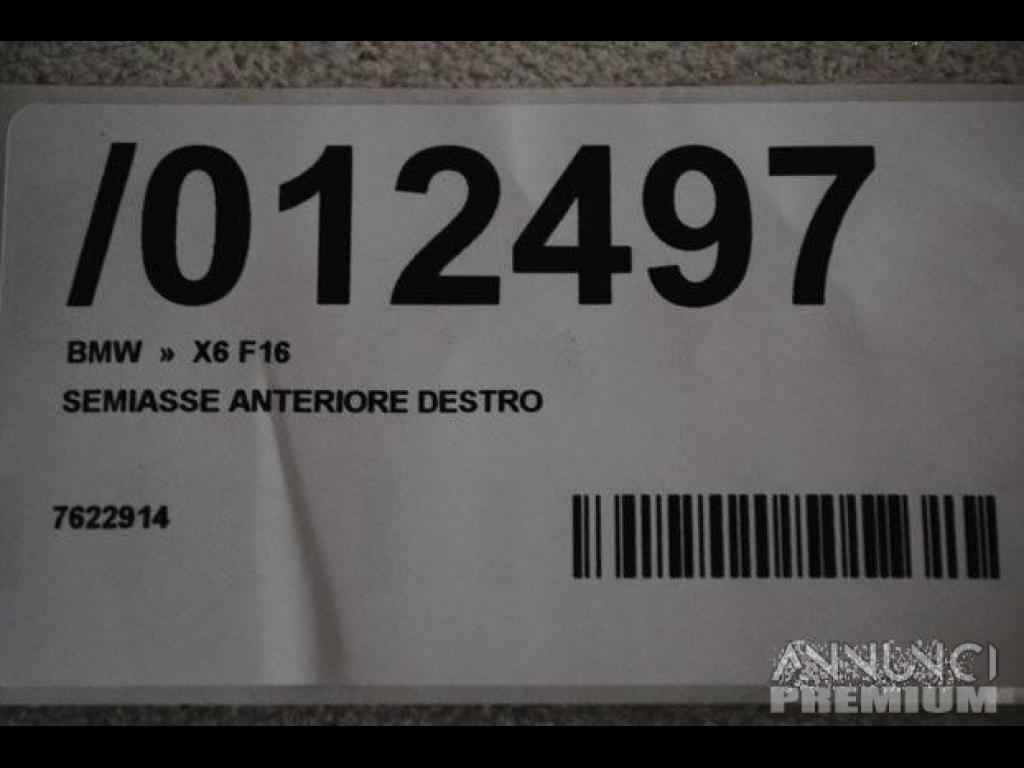 /012497
BMW » X6 F16
SEMIASSE ANTERIORE DESTRO
7622914
ANNUNCI
PREMIUM